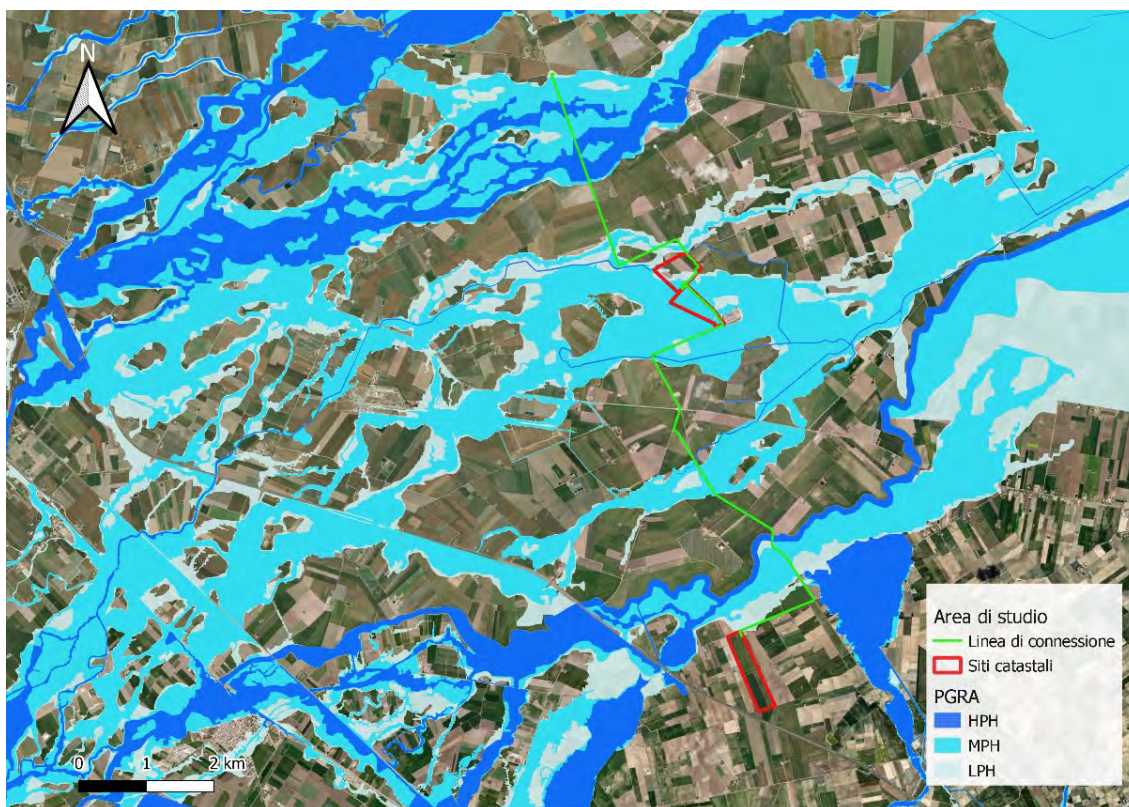 N
0 1 2 km
Area di studio
Linea di connessione
Siti catastali
PGRA
HPH
MPH
LPH